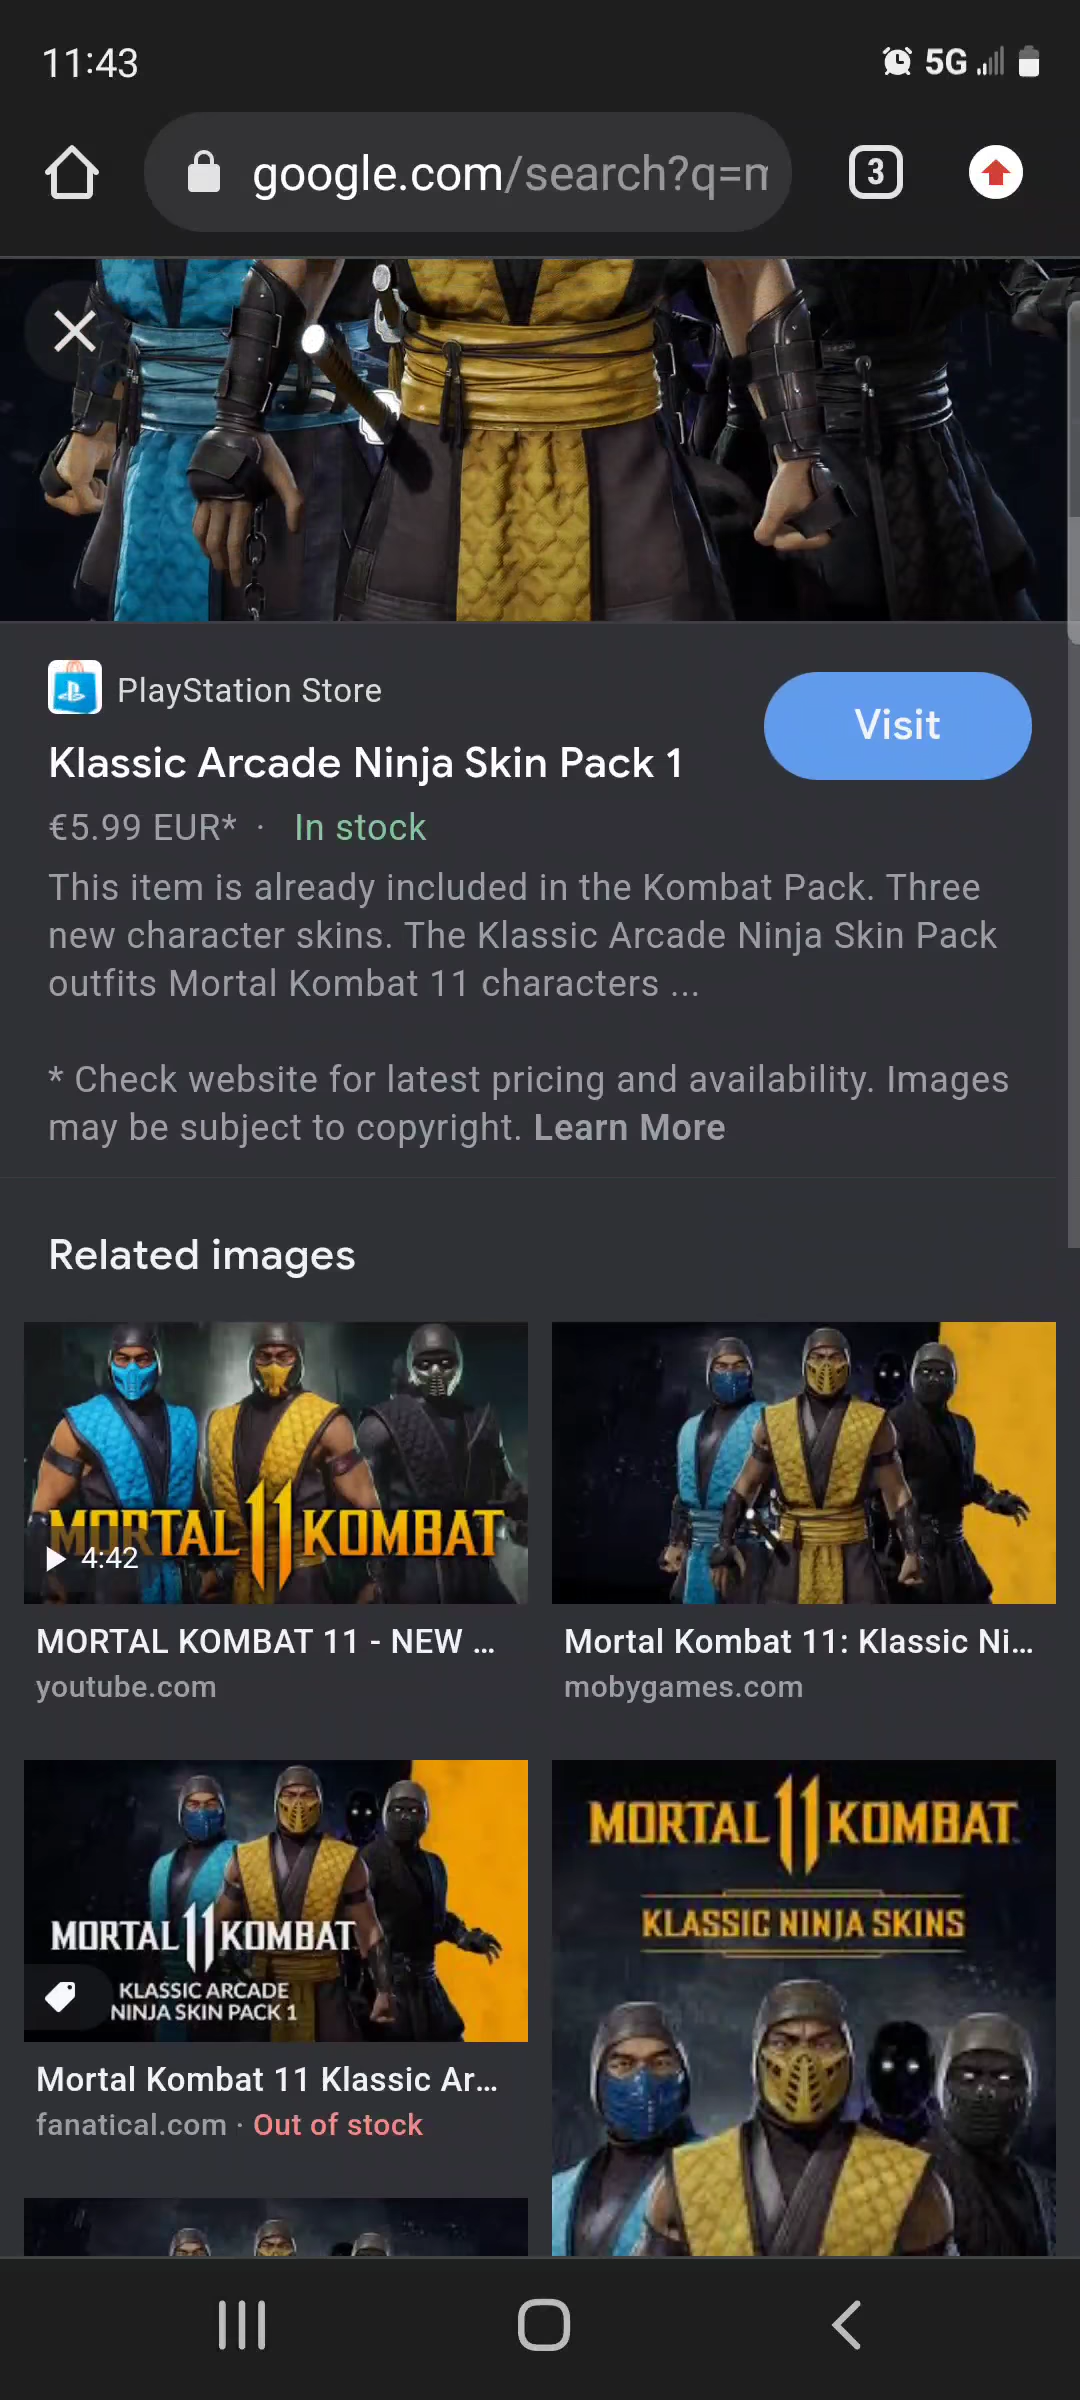 11:43
5G
google.com/search?q=m
3
PlayStation Store
Visit
Klassic Arcade Ninja Skin Pack 1
€5.99 EUR* · In stock
This item is already included in the Kombat Pack. Three
new character skins. The Klassic Arcade Ninja Skin Pack
outfits Mortal Kombat 11 characters ...
* Check website for latest pricing and availability. Images
may be subject to copyright. Learn More
Related images
MORTAL 11 KOMBAT
4:42
MORTAL KOMBAT 11 - NEW ...
youtube.com
Mortal Kombat 11: Klassic Ni...
mobygames.com
MORTAL 11 KOMBAT
KLASSIC ARCADE
NINJA SKIN PACK 1
Mortal Kombat 11 Klassic Ar...
fanatical.com · Out of stock
MORTAL 11 KOMBAT
KLASSIC NINJA SKINS